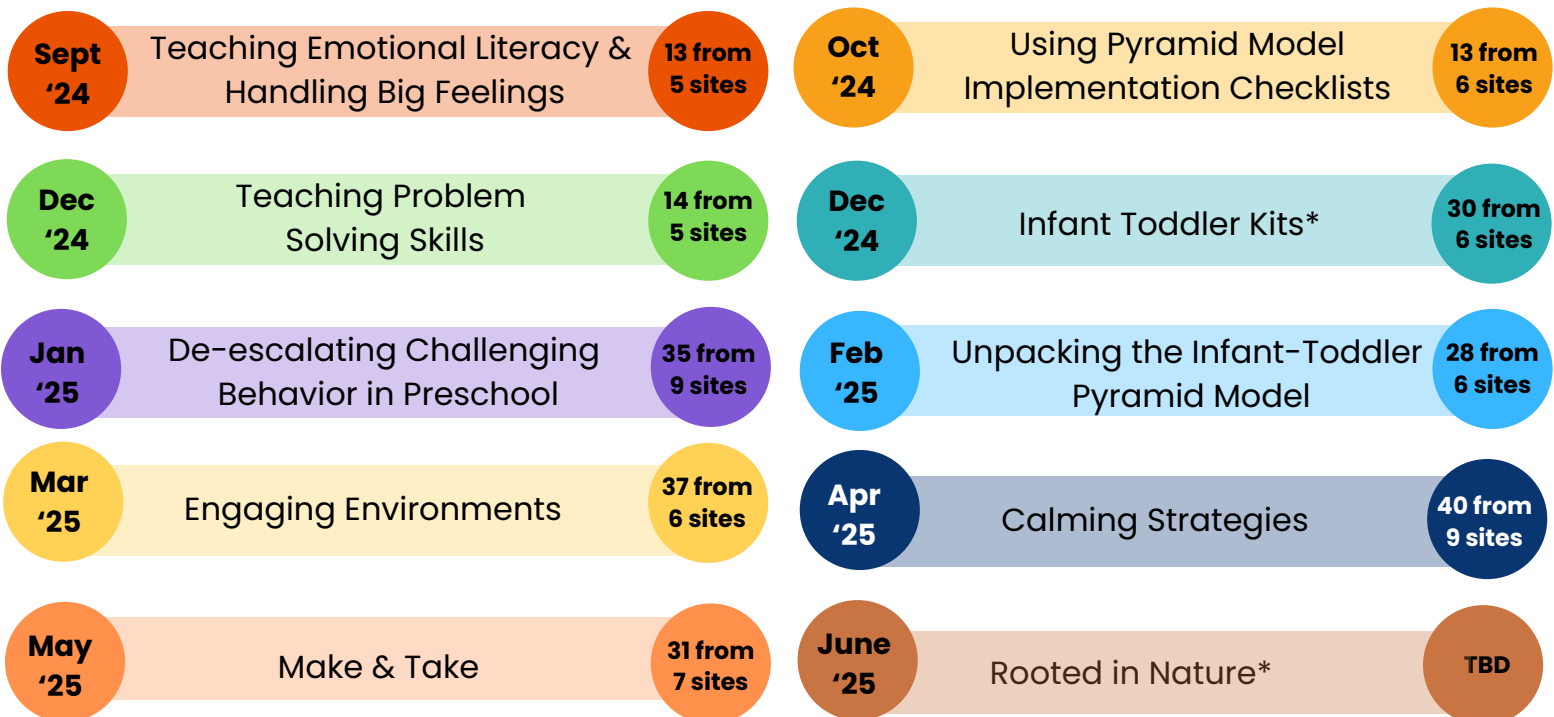 Sept
‘24
Teaching Emotional Literacy &
Handling Big Feelings
13 from
5 sites
Oct
‘24
Using Pyramid Model
Implementation Checklists
13 from
6 sites
Dec
‘24
Teaching Problem
Solving Skills
14 from
5 sites
Dec
‘24
Infant Toddler Kits*
30 from
6 sites
Jan
‘25
De-escalating Challenging
Behavior in Preschool
35 from
9 sites
Feb
‘25
Unpacking the Infant-Toddler
Pyramid Model
28 from
6 sites
Mar
‘25
Engaging Environments
37 from
6 sites
Apr
‘25
Calming Strategies
40 from
9 sites
May
‘25
Make & Take
31 from
7 sites
June
‘25
Rooted in Nature*
TBD